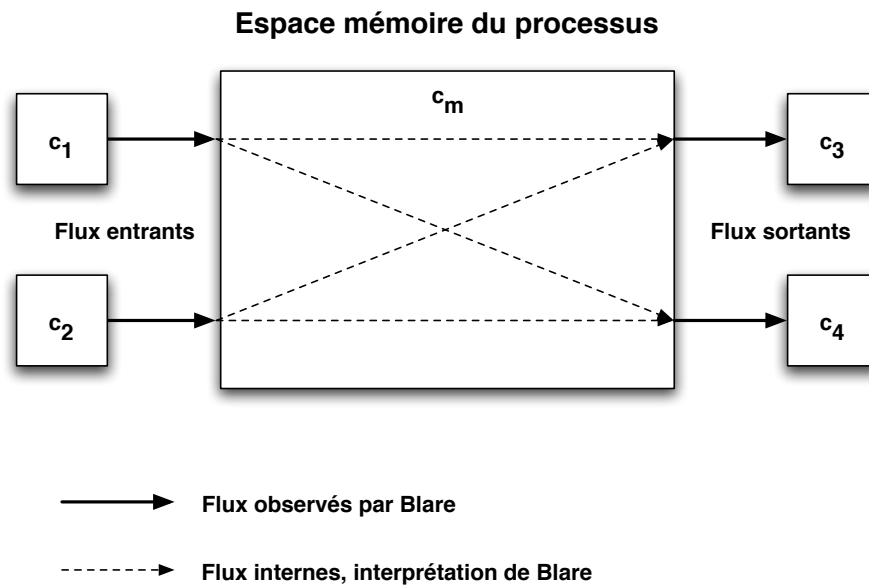 Espace mémoire du processus
cm
c1
c3
Flux entrants
Flux sortants
c2
c4
Flux observés par Blare
Flux internes, interprétation de Blare